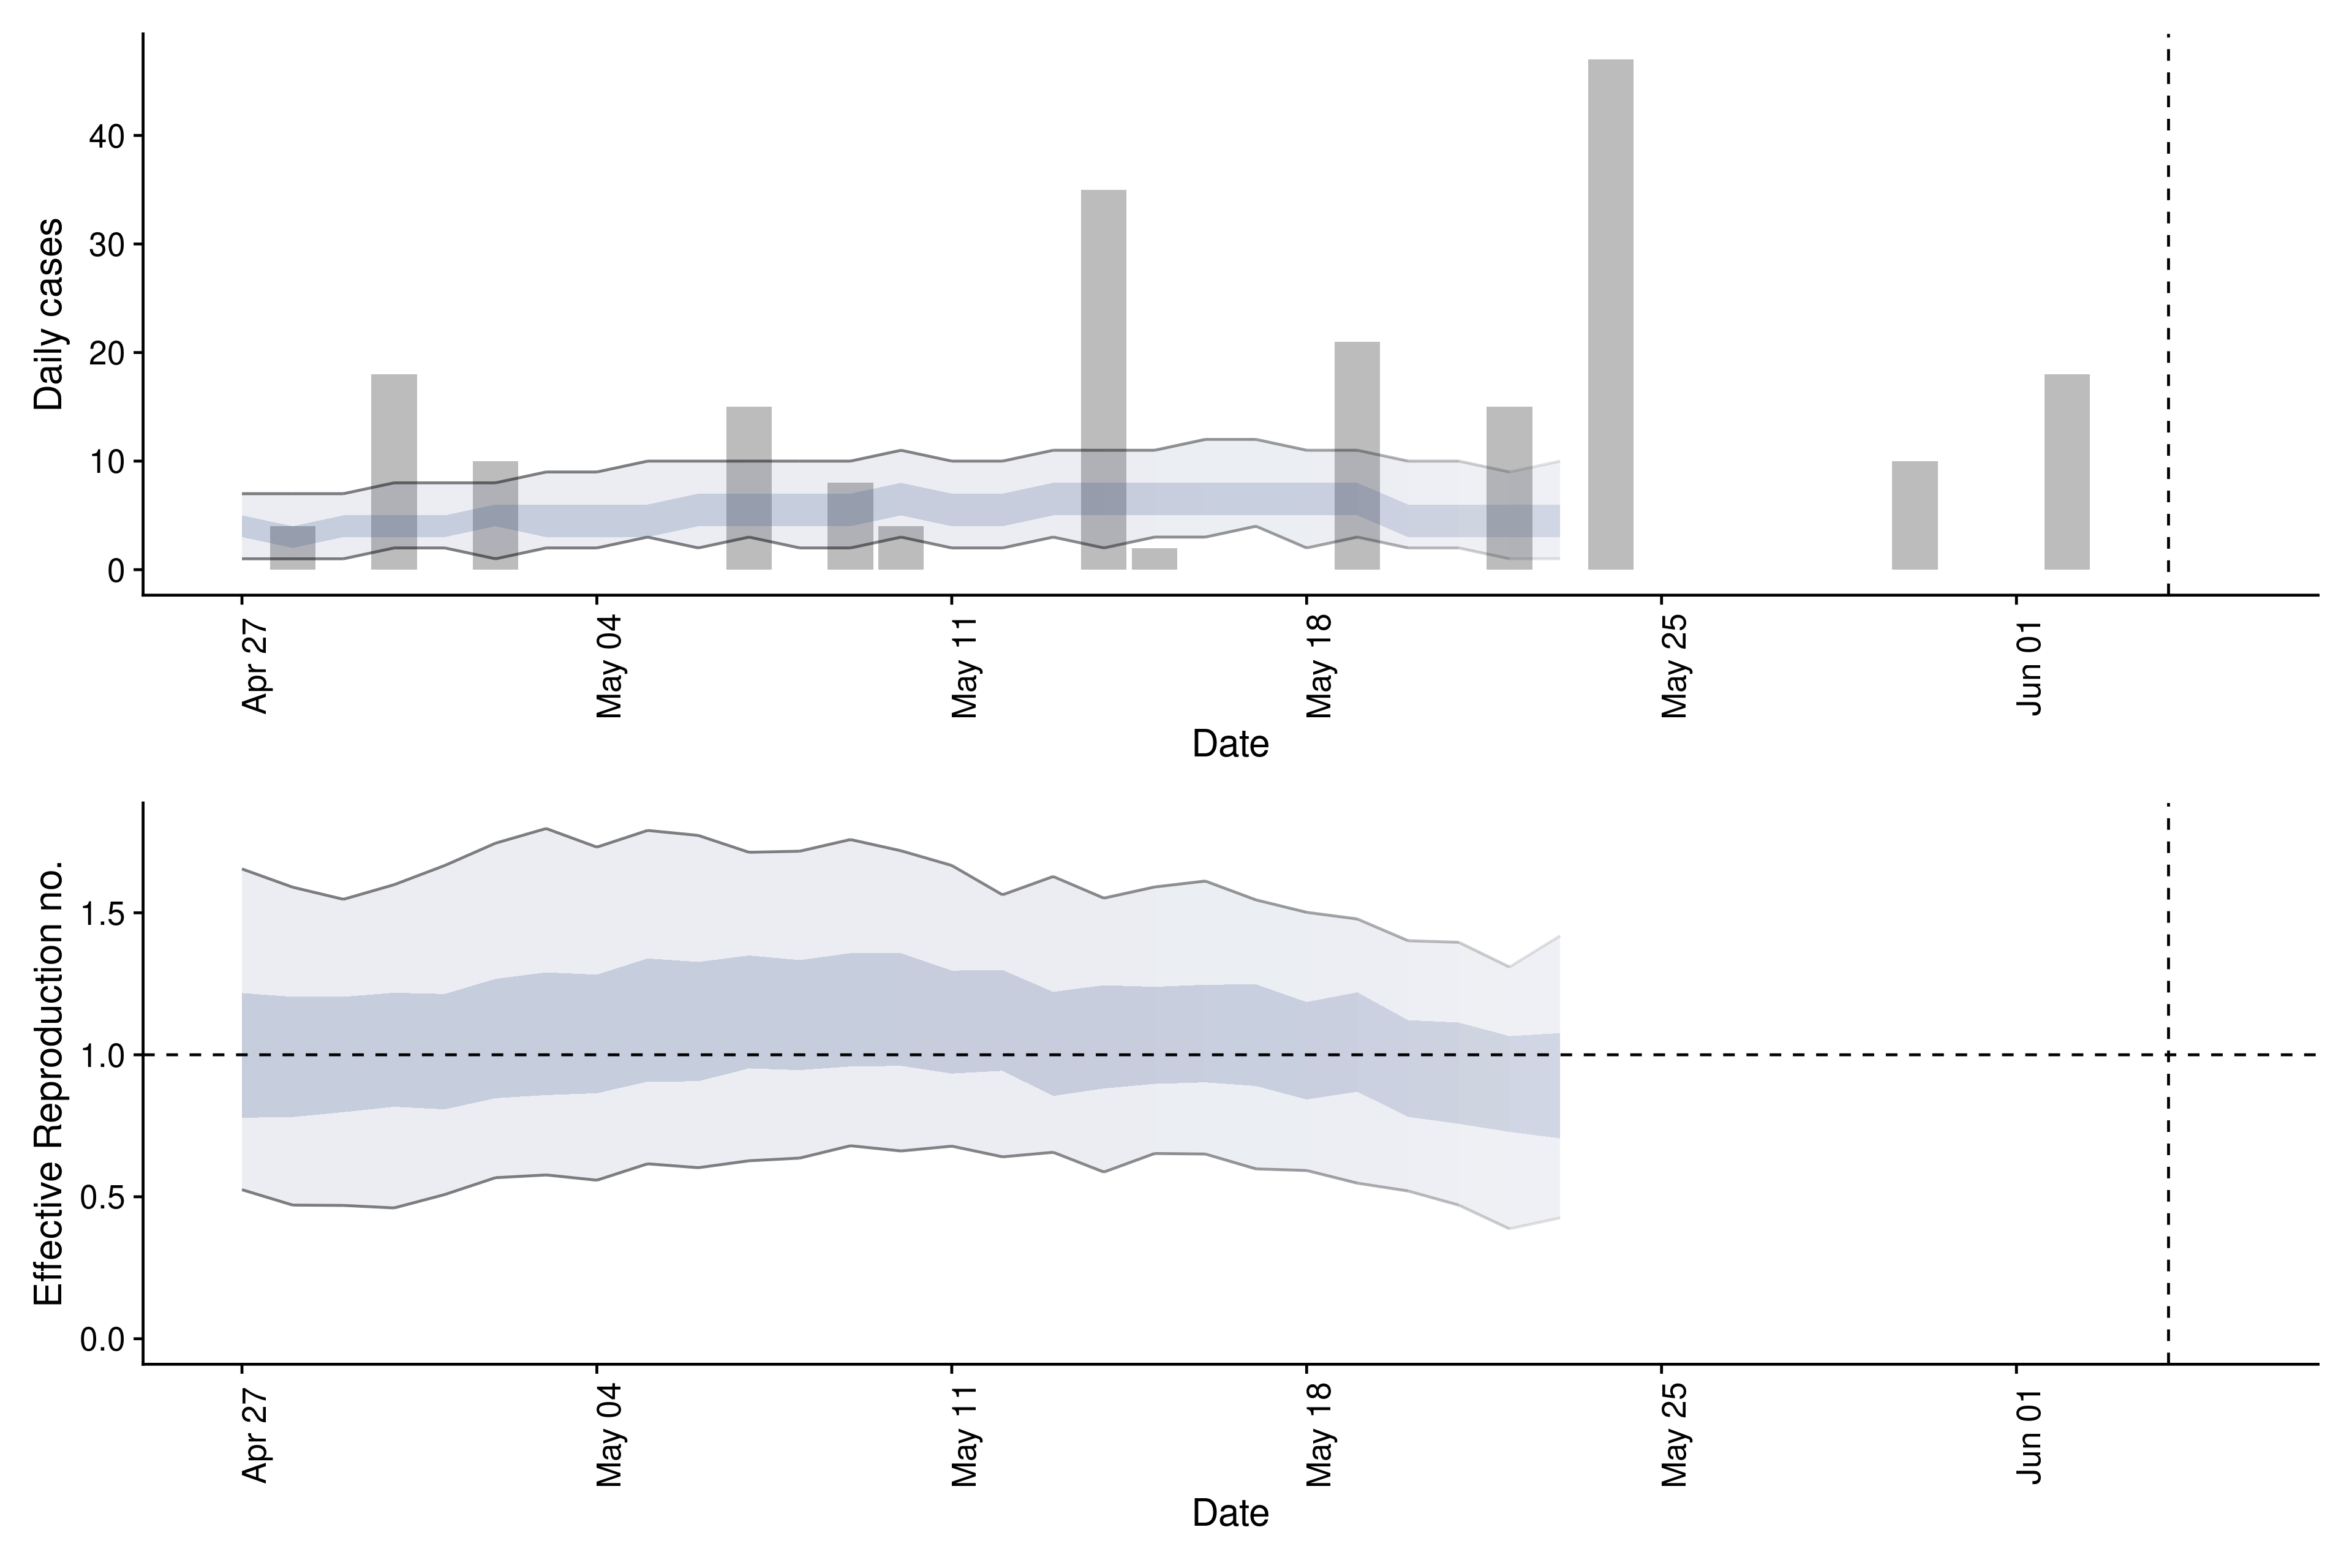 Daily cases
40
30
20
10
0
Apr 27
May 04
May 11
May 18
May 25
Jun 01
Date
Effective Reproduction no.
1.5
1.0
0.5
0.0
Apr 27
May 04
May 11
May 18
May 25
Jun 01
Date